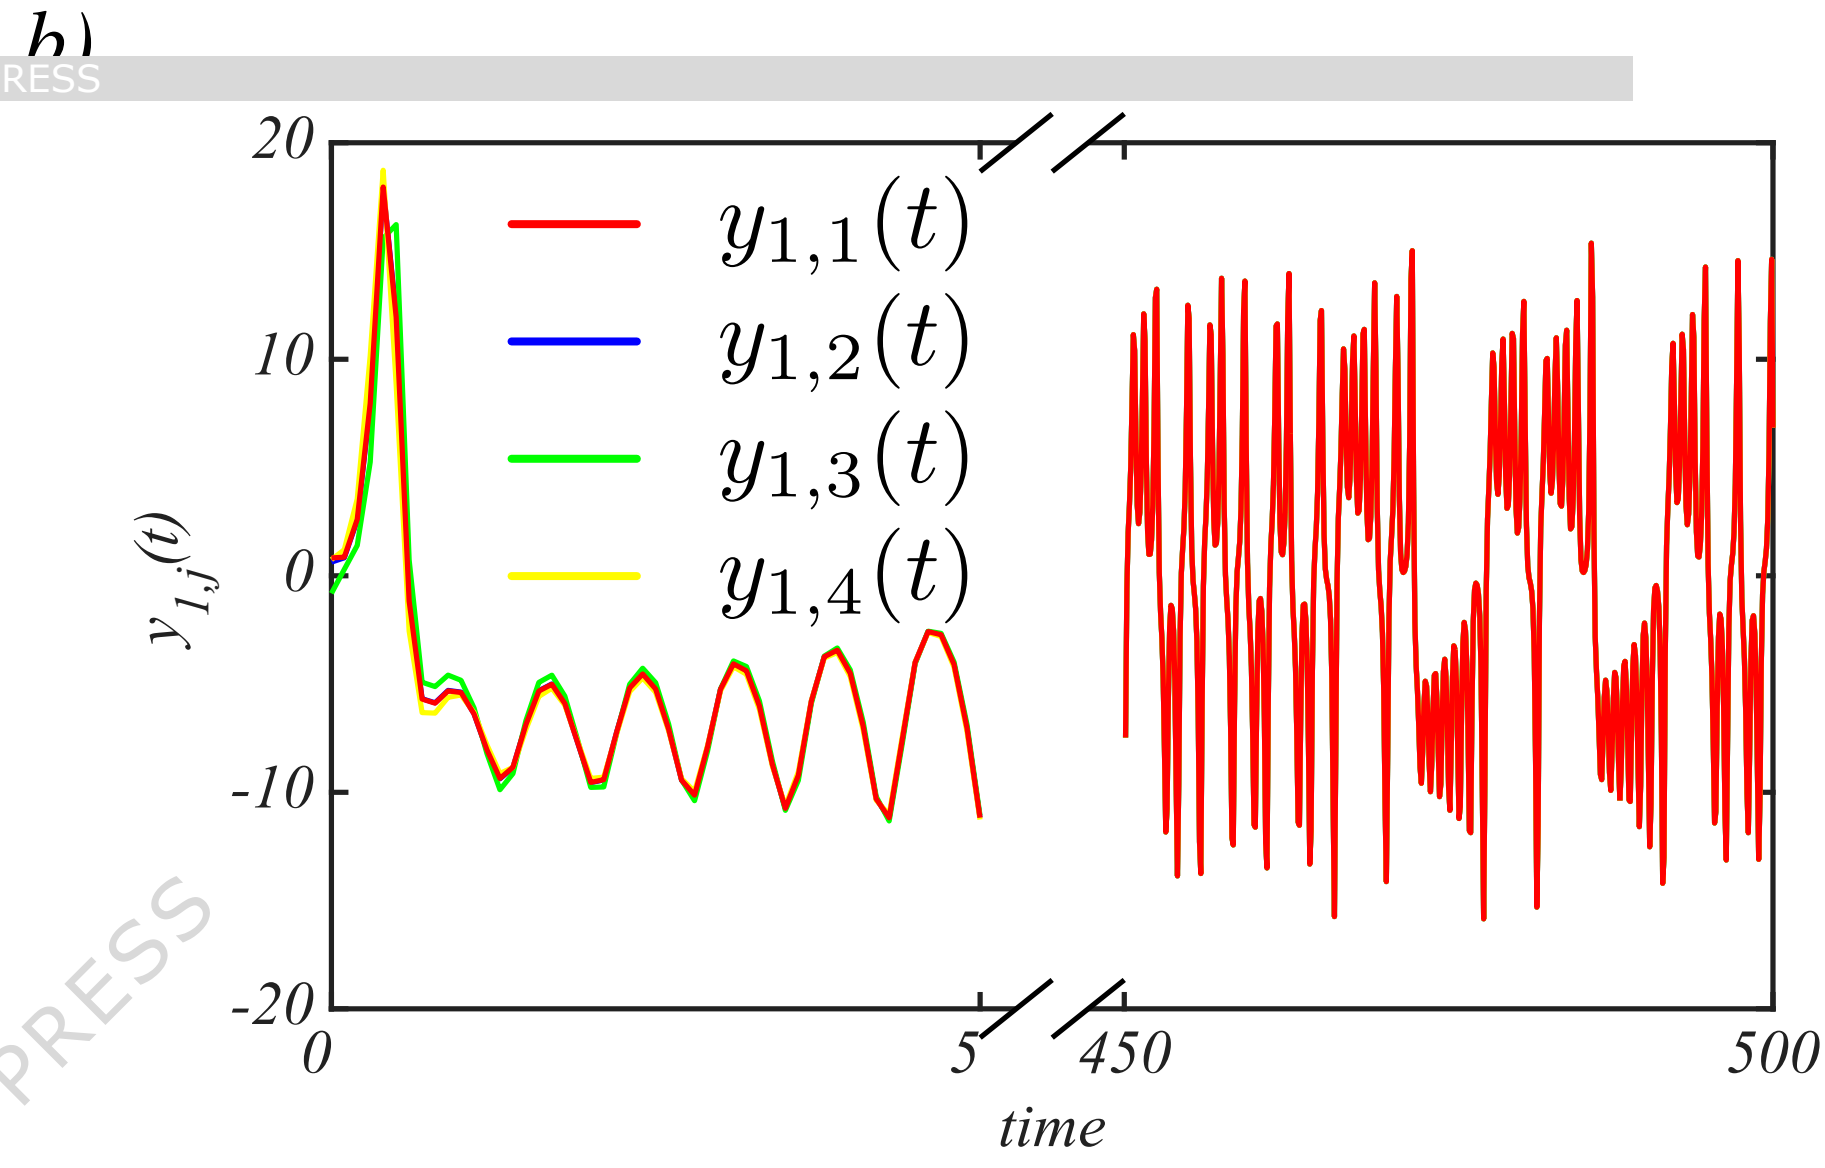 b)
RESS
20
y1,1(t)
y1,2(t)
10
y1,3(t)
0
y1,4(t)
y1,j(t)
-10
-20
PRESS
0 5 450 500
time